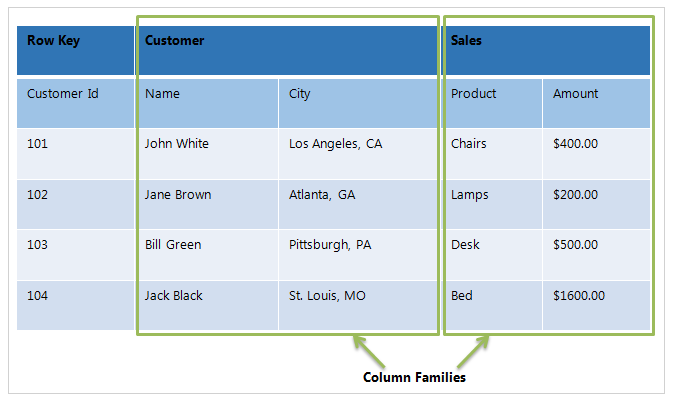 Row Key Customer Sales
Customer Id Name City Product Amount
101 John White Los Angeles, CA Chairs $400.00
102 Jane Brown Atlanta, GA Lamps $200.00
103 Bill Green Pittsburgh, PA Desk $500.00
104 Jack Black St. Louis, MO Bed $1600.00
Column Families